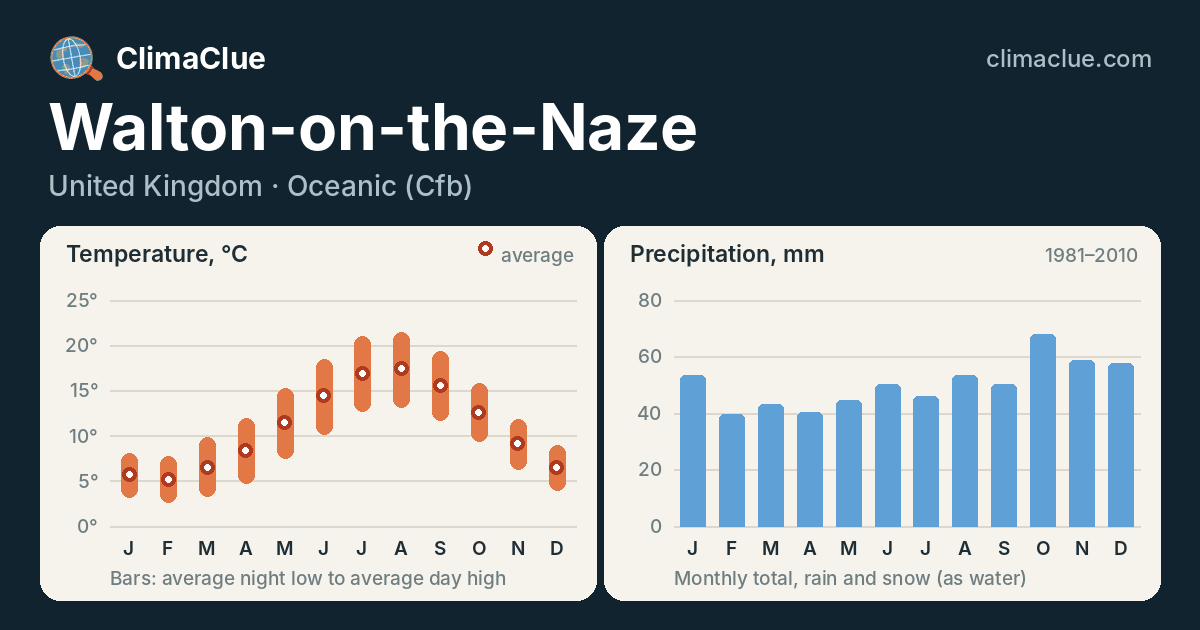 ClimaClue
climaclue.com
Walton-on-the-Naze
United Kingdom · Oceanic (Cfb)
Temperature, °C
average
25°
20°
15°
10°
5°
0°
J F M A M J J A S O N D
Bars: average night low to average day high
Precipitation, mm
1981–2010
80
60
40
20
0
J F M A M J J A S O N D
Monthly total, rain and snow (as water)